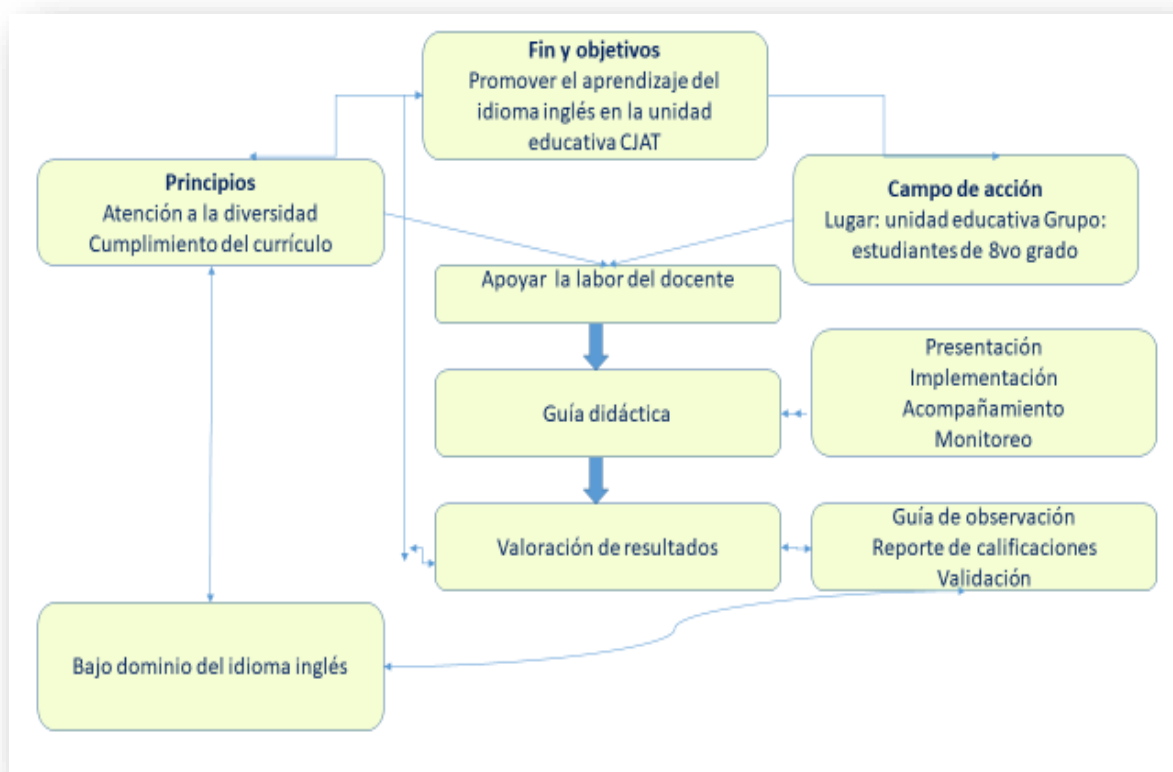 Fin y objetivos
Promover el aprendizaje del
idioma inglés en la unidad
educativa CJAT
Principios
Atención a la diversidad
Cumplimiento del currículo
Campo de acción
Lugar: unidad educativa Grupo:
estudiantes de 8vo grado
Apoyar la labor del docente
Presentación
Implementación
Acompañamiento
Monitoreo
Guía didáctica
Guía de observación
Reporte de calificaciones
Validación
Valoración de resultados
Bajo dominio del idioma inglés